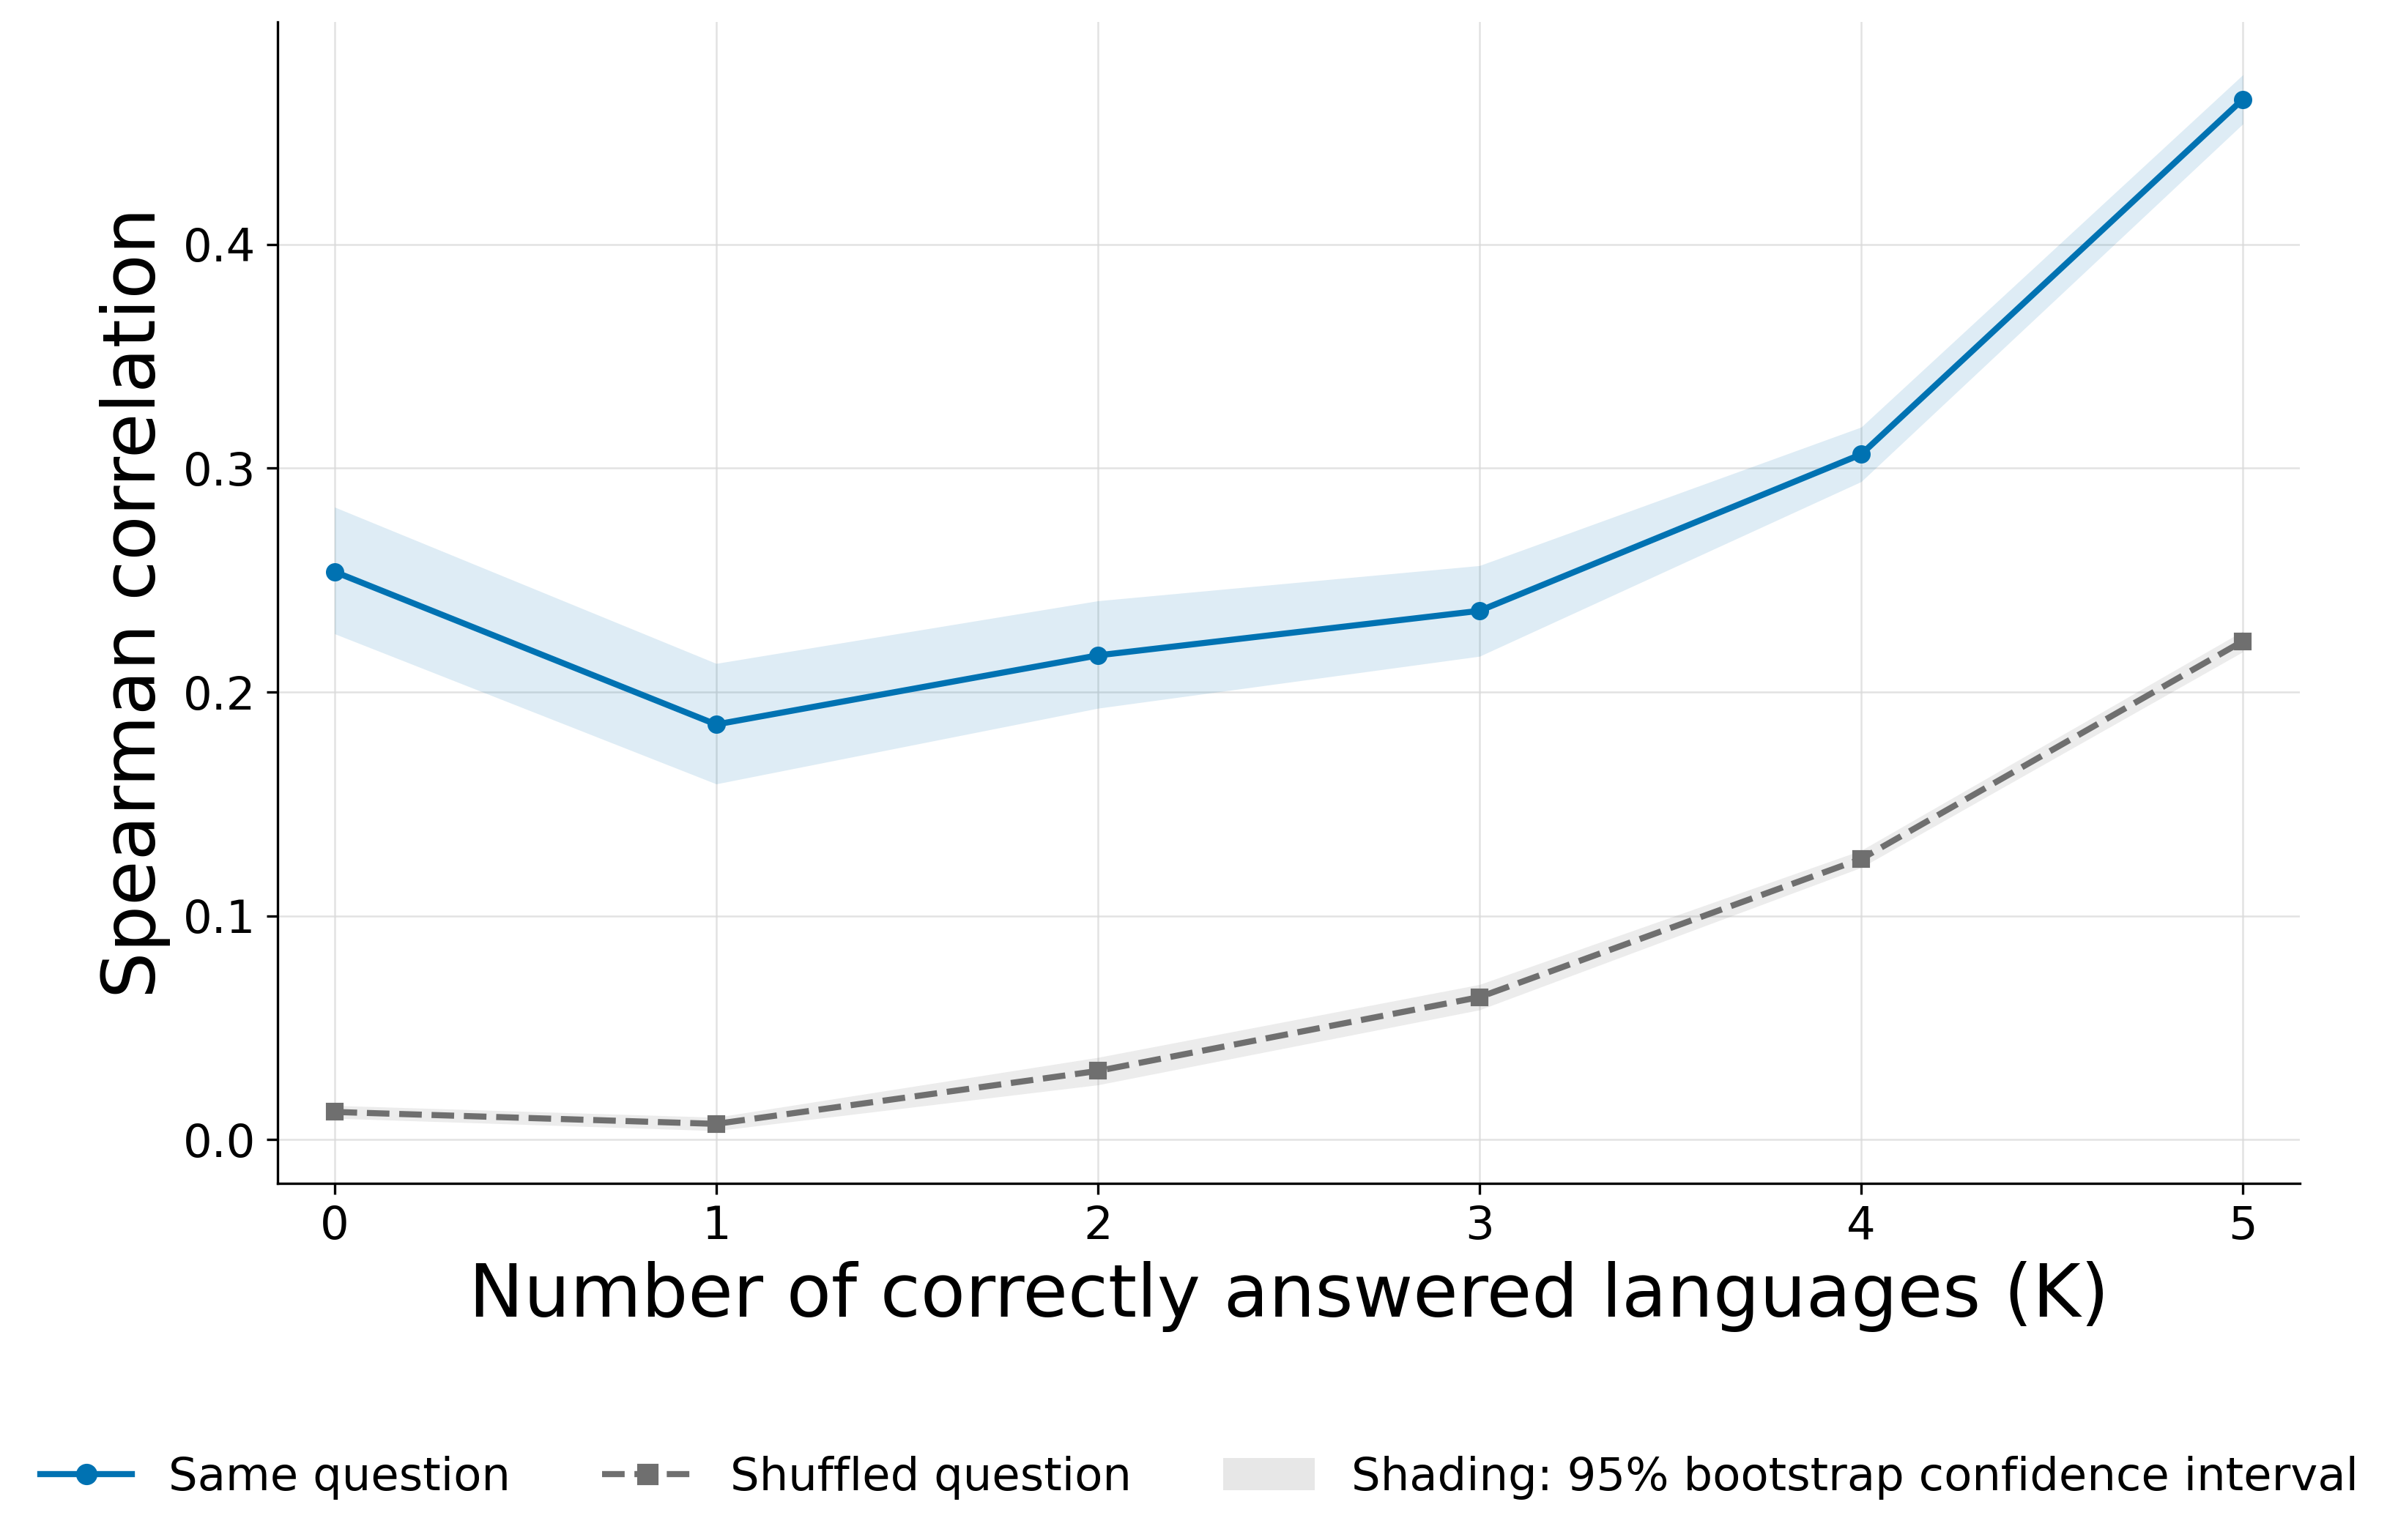 Spearman correlation
0.4
0.3
0.2
0.1
0.0
0 1 2 3 4 5
Number of correctly answered languages (K)
Same question Shuffled question Shading: 95% bootstrap confidence interval